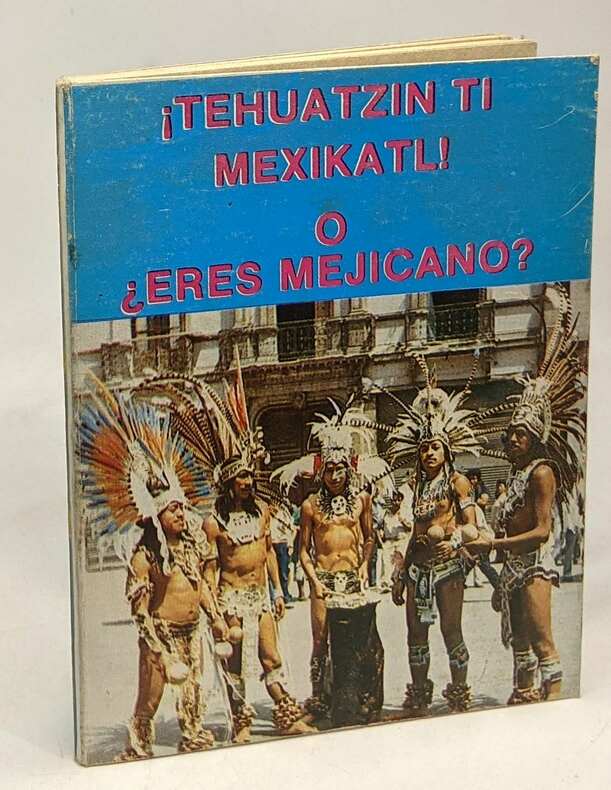 ¡TEHUATZIN TI
MEXIKATL!
O
¿ERES MEJICANO?